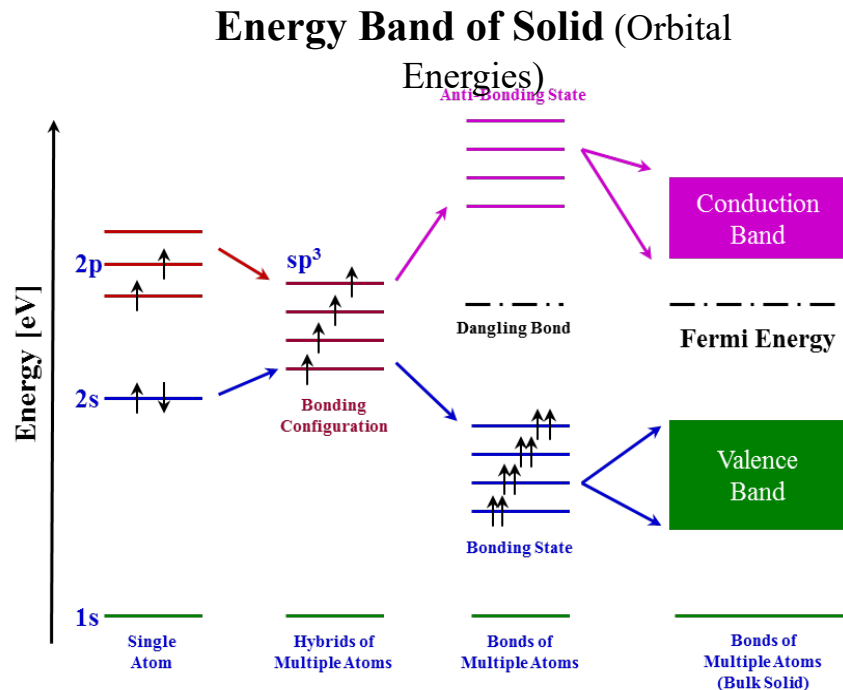 Energy Band of Solid (Orbital
Energies)
Anti-Bonding State
Energy [eV]
2p
sp³
Conduction
Band
Dangling Bond
Fermi Energy
2s
Bonding
Configuration
Valence
Band
Bonding State
1s
Single
Atom
Hybrids of
Multiple Atoms
Bonds of
Multiple Atoms
Bonds of
Multiple Atoms
(Bulk Solid)